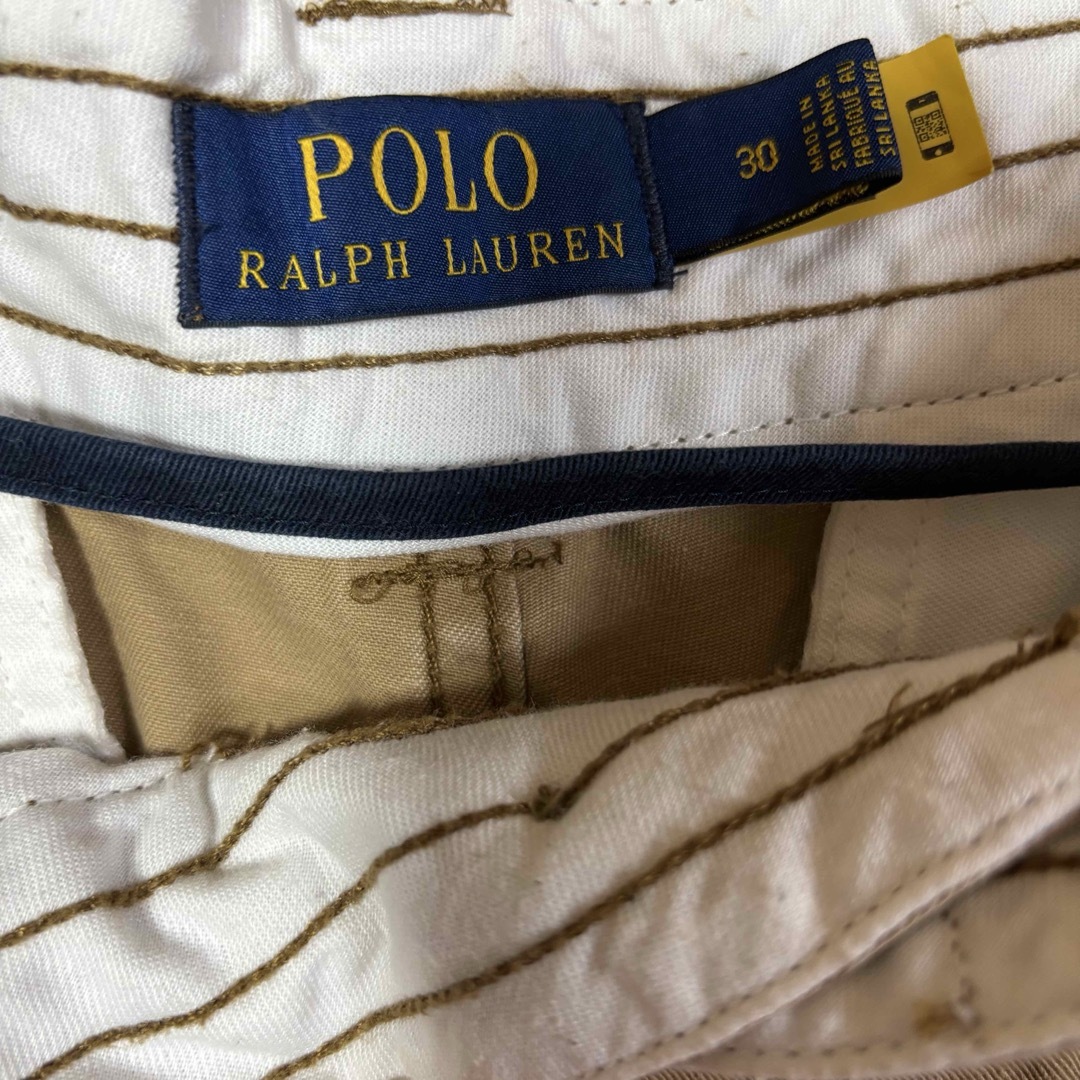 POLO
RALPH LAUREN
30
MADE IN
SRI LANKA
FABRIQUÉ AU
SRI LANKA